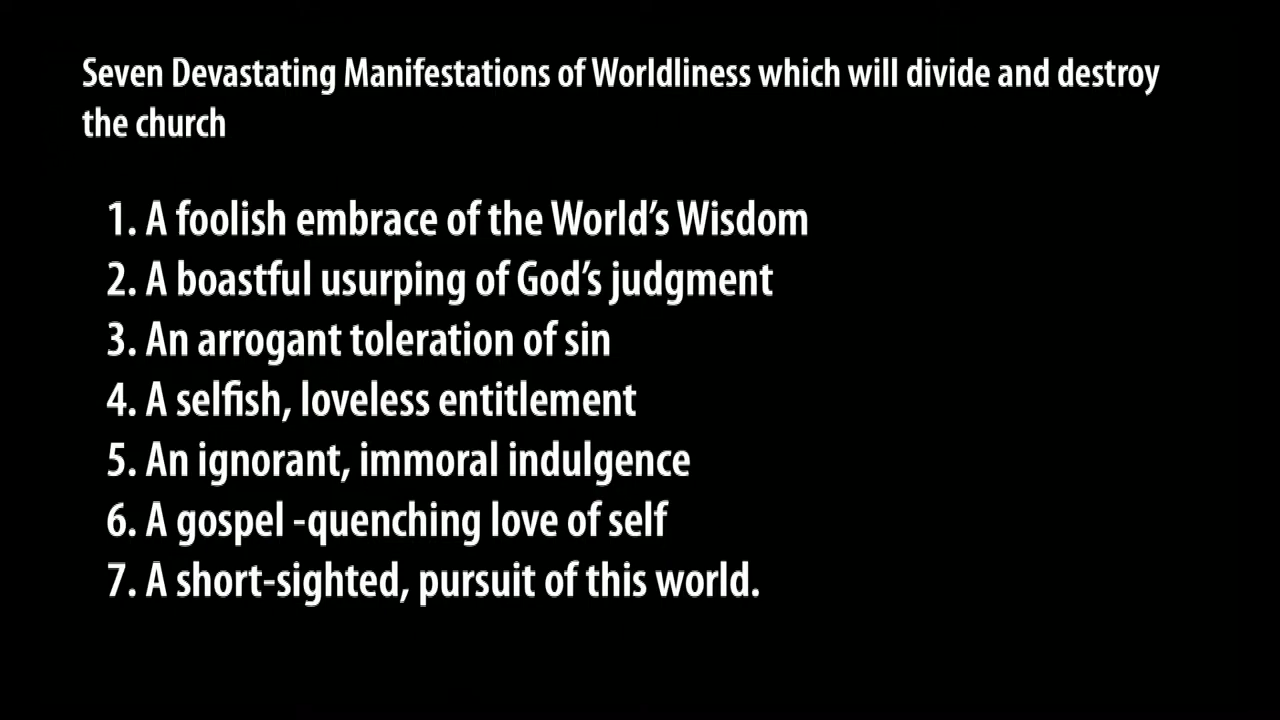 Seven Devastating Manifestations of Worldliness which will divide and destroy
the church
1. A foolish embrace of the World’s Wisdom
2. A boastful usurping of God’s judgment
3. An arrogant toleration of sin
4. A selfish, loveless entitlement
5. An ignorant, immoral indulgence
6. A gospel -quenching love of self
7. A short-sighted, pursuit of this world.